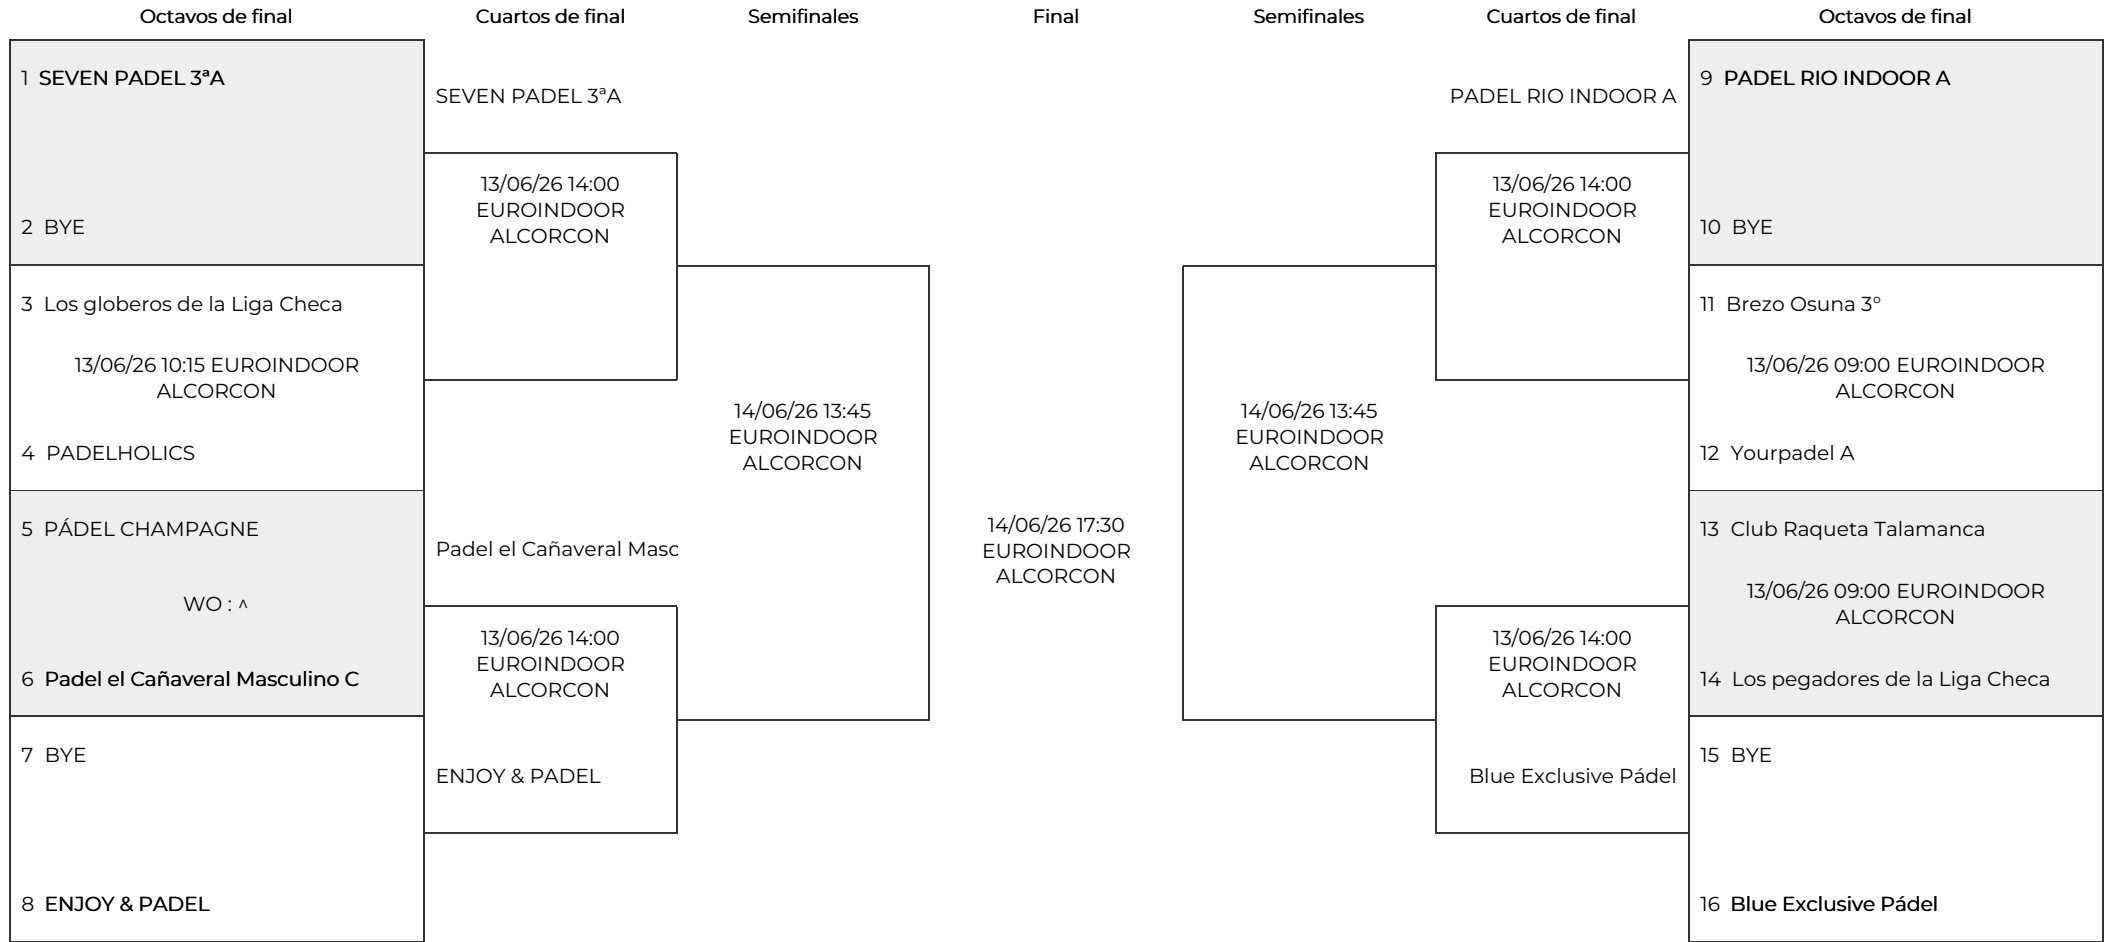 Octavos de final
Cuartos de final
Semifinales
Final
Semifinales
Cuartos de final
Octavos de final
1 SEVEN PADEL 3ªA
2 BYE
3 Los globeros de la Liga Checa
13/06/26 10:15 EUROINDOOR
ALCORCON
4 PADELHOLICS
5 PÁDEL CHAMPAGNE
WO : ^
6 Padel el Cañaveral Masculino C
7 BYE
8 ENJOY & PADEL
SEVEN PADEL 3ªA
13/06/26 14:00
EUROINDOOR
ALCORCON
Padel el Cañaveral Masc
13/06/26 14:00
EUROINDOOR
ALCORCON
ENJOY & PADEL
14/06/26 13:45
EUROINDOOR
ALCORCON
14/06/26 17:30
EUROINDOOR
ALCORCON
14/06/26 13:45
EUROINDOOR
ALCORCON
PADEL RIO INDOOR A
13/06/26 14:00
EUROINDOOR
ALCORCON
13/06/26 14:00
EUROINDOOR
ALCORCON
Blue Exclusive Pádel
9 PADEL RIO INDOOR A
10 BYE
11 Brezo Osuna 3º
13/06/26 09:00 EUROINDOOR
ALCORCON
12 Yourpadel A
13 Club Raqueta Talamanca
13/06/26 09:00 EUROINDOOR
ALCORCON
14 Los pegadores de la Liga Checa
15 BYE
16 Blue Exclusive Pádel